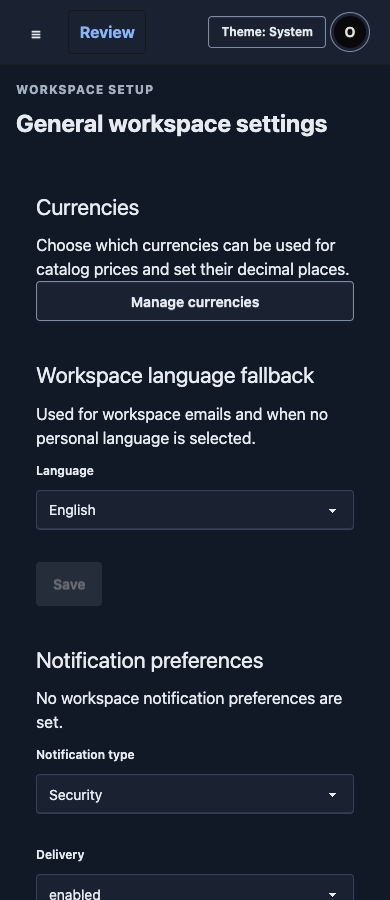 Review
Theme: System
O
WORKSPACE SETUP
General workspace settings
Currencies
Choose which currencies can be used for
catalog prices and set their decimal places.
Manage currencies
Workspace language fallback
Used for workspace emails and when no
personal language is selected.
Language
English
Save
Notification preferences
No workspace notification preferences are
set.
Notification type
Security
Delivery
enabled